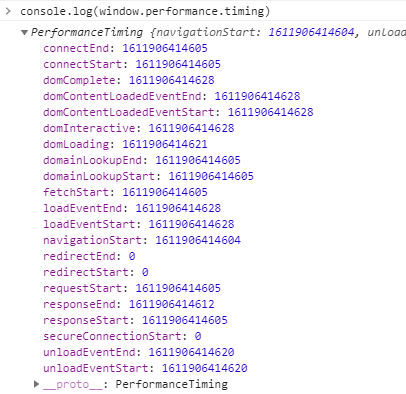 > console.log(window.performance.timing)
▼PerformanceTiming {navigationStart: 1611906414604, unload
connectEnd: 1611906414605
connectStart: 1611906414605
domComplete: 1611906414628
domContentLoadedEventEnd: 1611906414628
domContentLoadedEventStart: 1611906414628
domInteractive: 1611906414628
domLoading: 1611906414621
domainLookupEnd: 1611906414605
domainLookupStart: 1611906414605
fetchStart: 1611906414605
loadEventEnd: 1611906414628
loadEventStart: 1611906414628
navigationStart: 1611906414604
redirectEnd: 0
redirectStart: 0
requestStart: 1611906414605
responseEnd: 1611906414612
responseStart: 1611906414605
secureConnectionStart: 0
unloadEventEnd: 1611906414620
unloadEventStart: 1611906414620
▶__proto__: PerformanceTiming